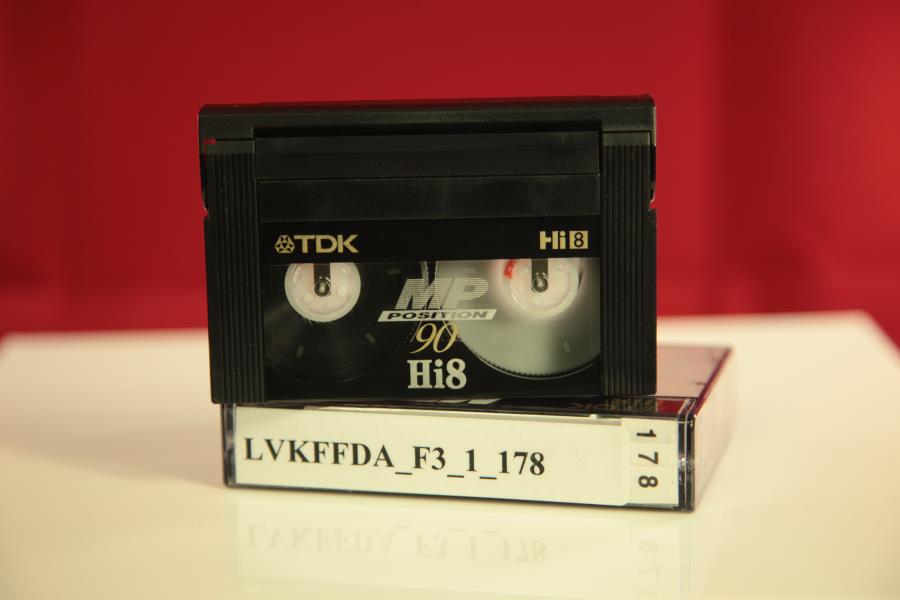 TDK Hi8
MP
POSITION
90
Hi8
LVKFFDA_F3_1_178
178